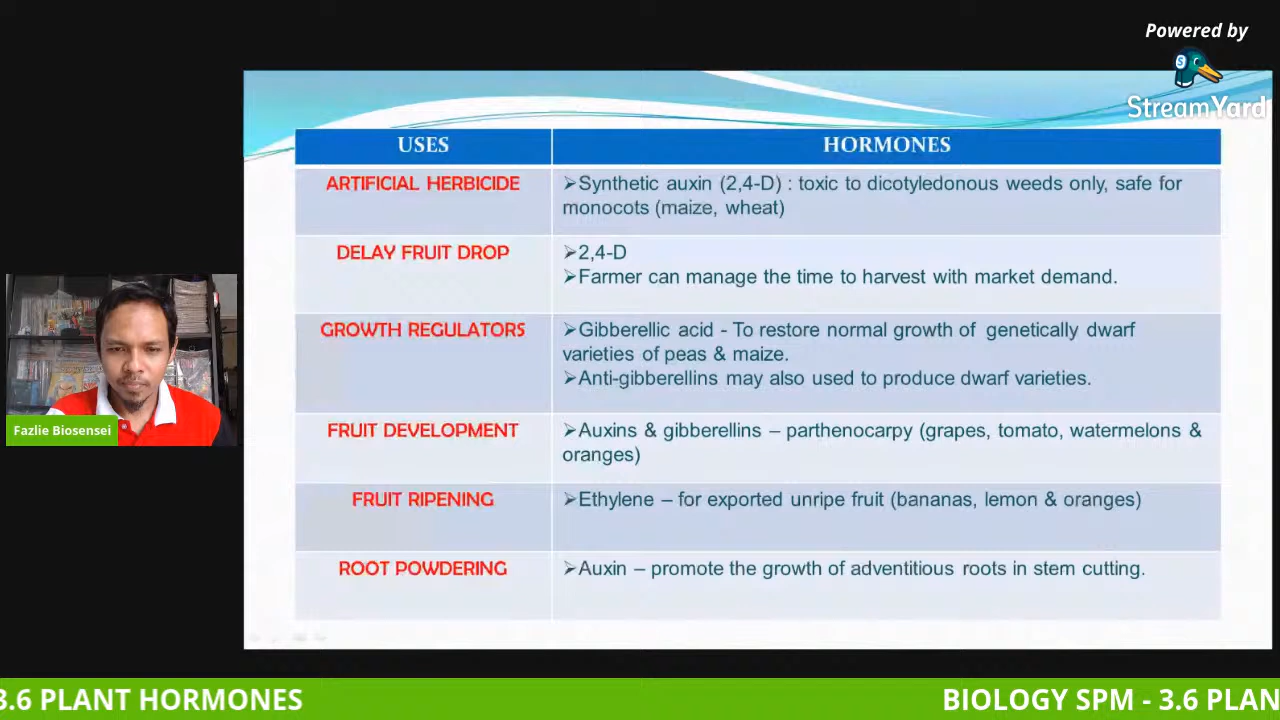 Powered by
StreamYard
USES
HORMONES
ARTIFICIAL HERBICIDE
➢Synthetic auxin (2,4-D) : toxic to dicotyledonous weeds only, safe for
monocots (maize, wheat)
DELAY FRUIT DROP
➢2,4-D
➢Farmer can manage the time to harvest with market demand.
GROWTH REGULATORS
➢Gibberellic acid - To restore normal growth of genetically dwarf
varieties of peas & maize.
➢Anti-gibberellins may also used to produce dwarf varieties.
FRUIT DEVELOPMENT
➢Auxins & gibberellins – parthenocarpy (grapes, tomato, watermelons &
oranges)
FRUIT RIPENING
➢Ethylene – for exported unripe fruit (bananas, lemon & oranges)
ROOT POWDERING
➢Auxin – promote the growth of adventitious roots in stem cutting.
Fazlie Biosensei
3.6 PLANT HORMONES
BIOLOGY SPM - 3.6 PLAN